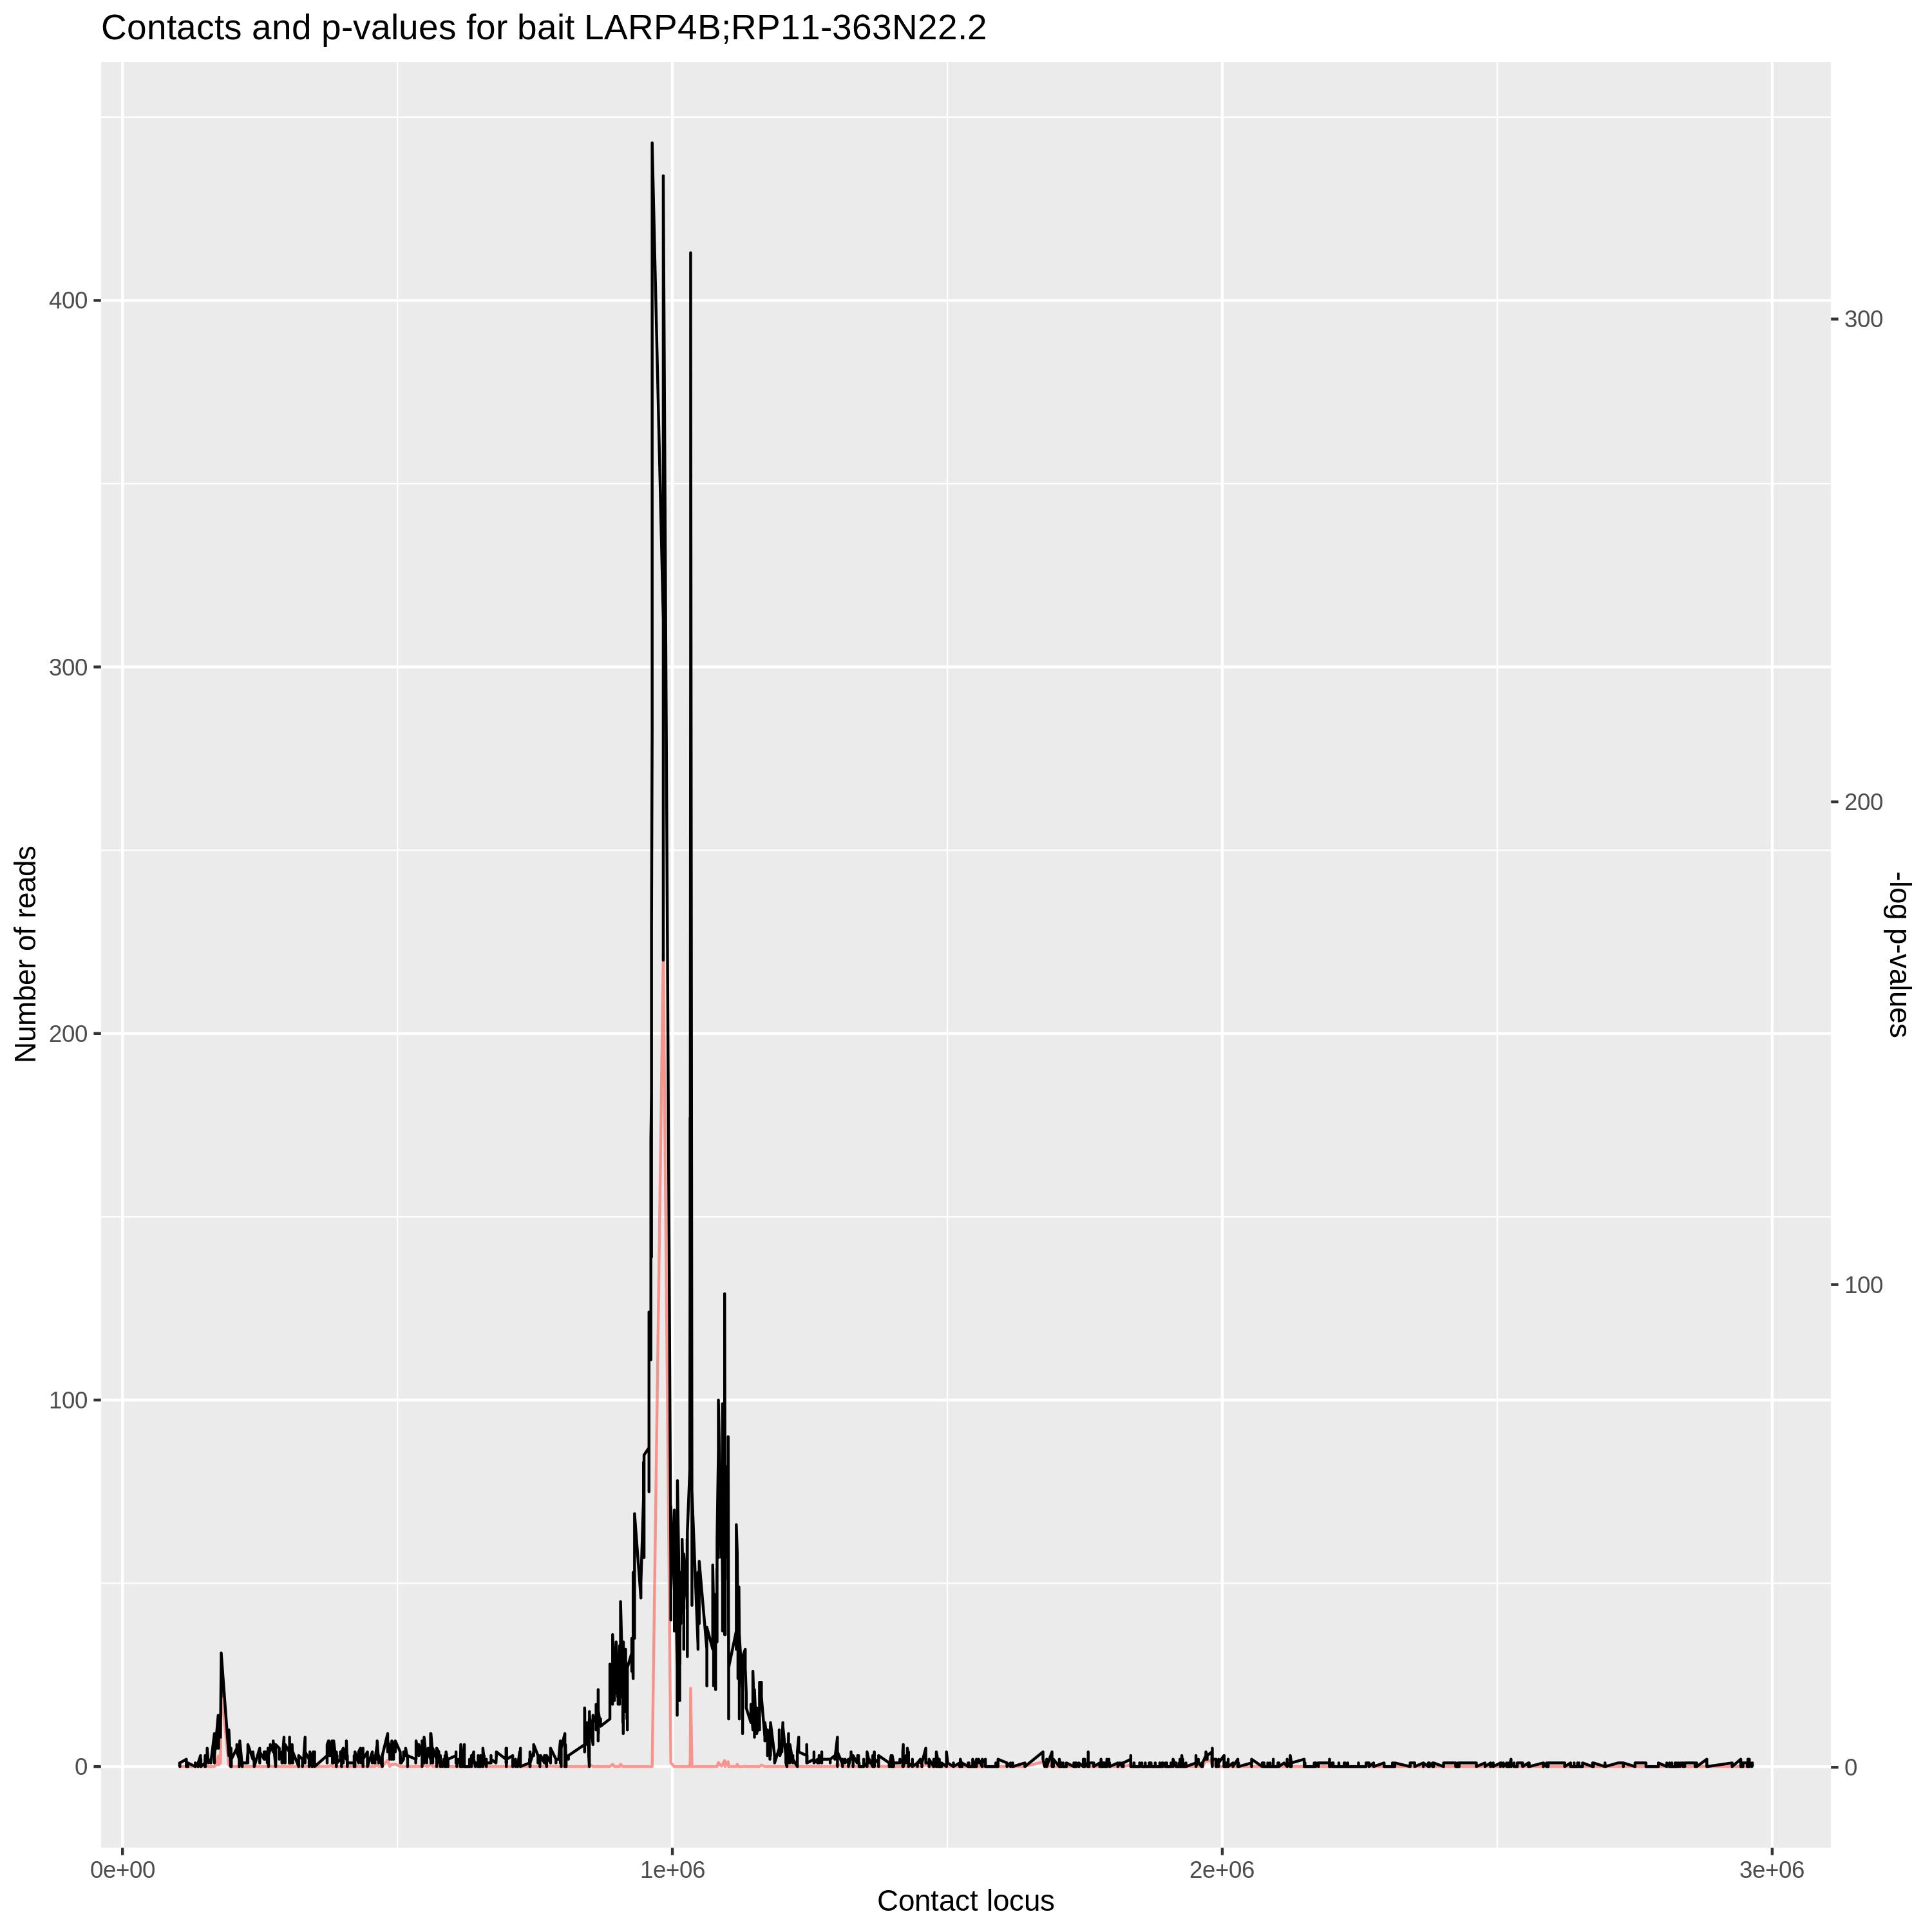 Contacts and p-values for bait LARP4B;RP11-363N22.2
400
300
200
100
0
Number of reads
300
200
100
0
-log p-values
0e+00
1e+06
2e+06
3e+06
Contact locus